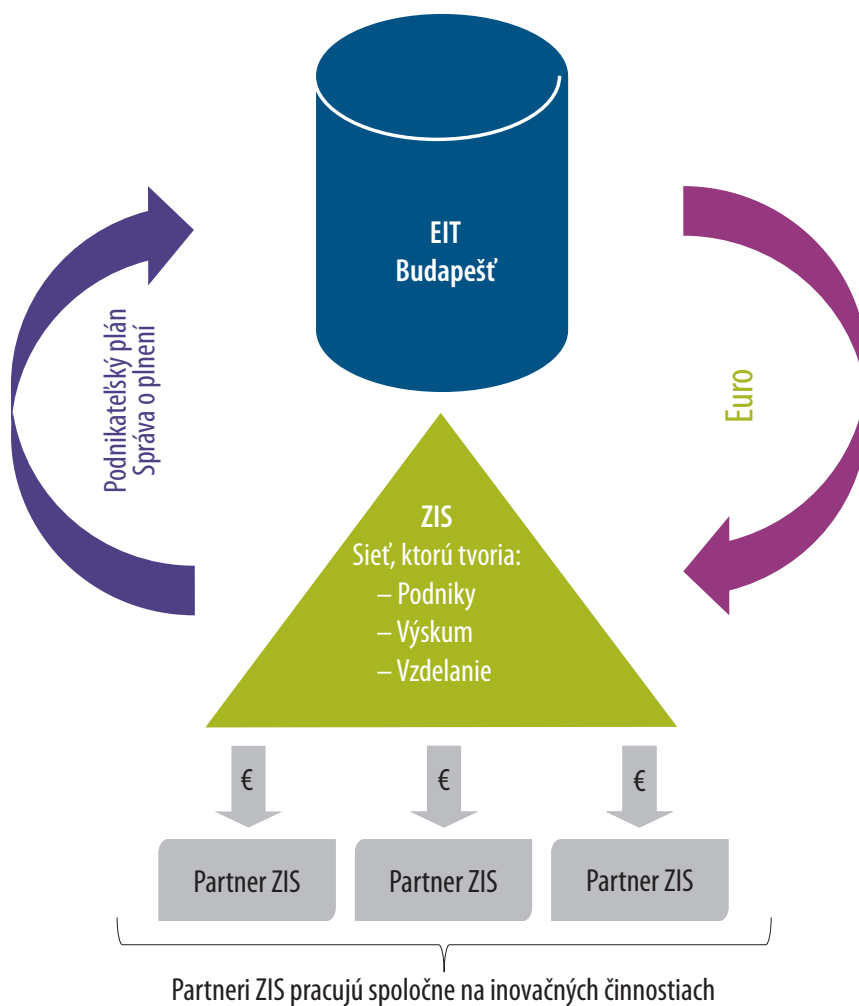 EIT
Budapešť
Podnikateľský plán
Správa o plnení
Euro
ZIS
Sieť, ktorú tvoria:
– Podniky
– Výskum
– Vzdelanie
€
€
€
Partner ZIS
Partner ZIS
Partner ZIS
Partneri ZIS pracujú spoločne na inovačných činnostiach